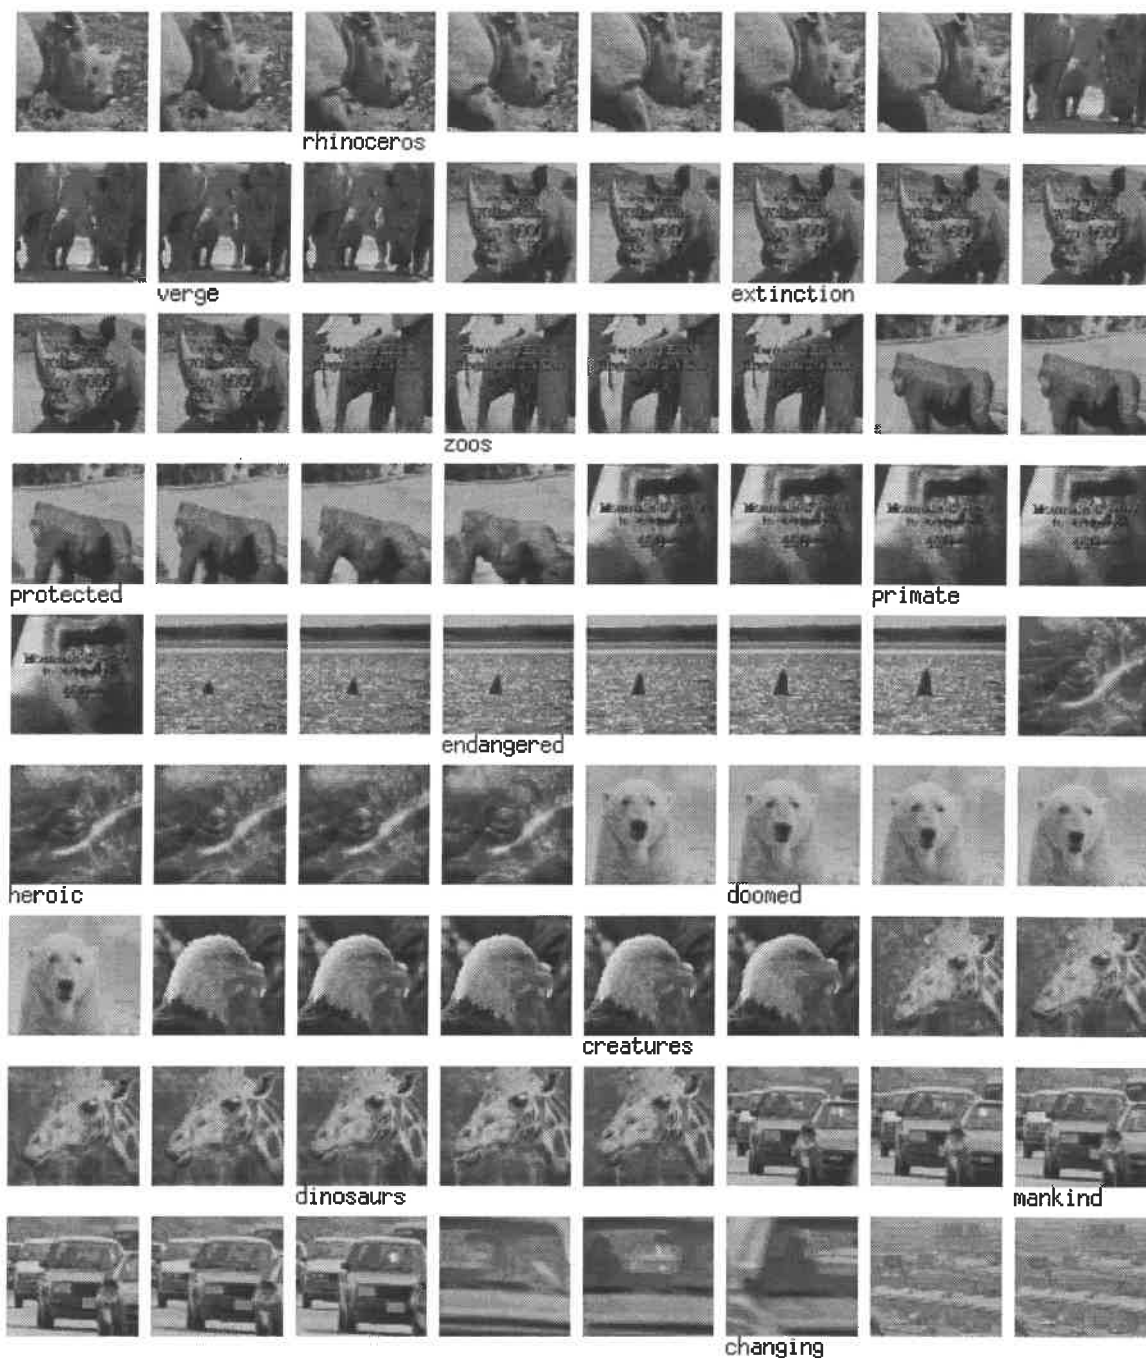 rhinoceros
verge extinction
zoos
protected primate
endangered
heroic doomed
creatures
dinosaurs mankind
changing